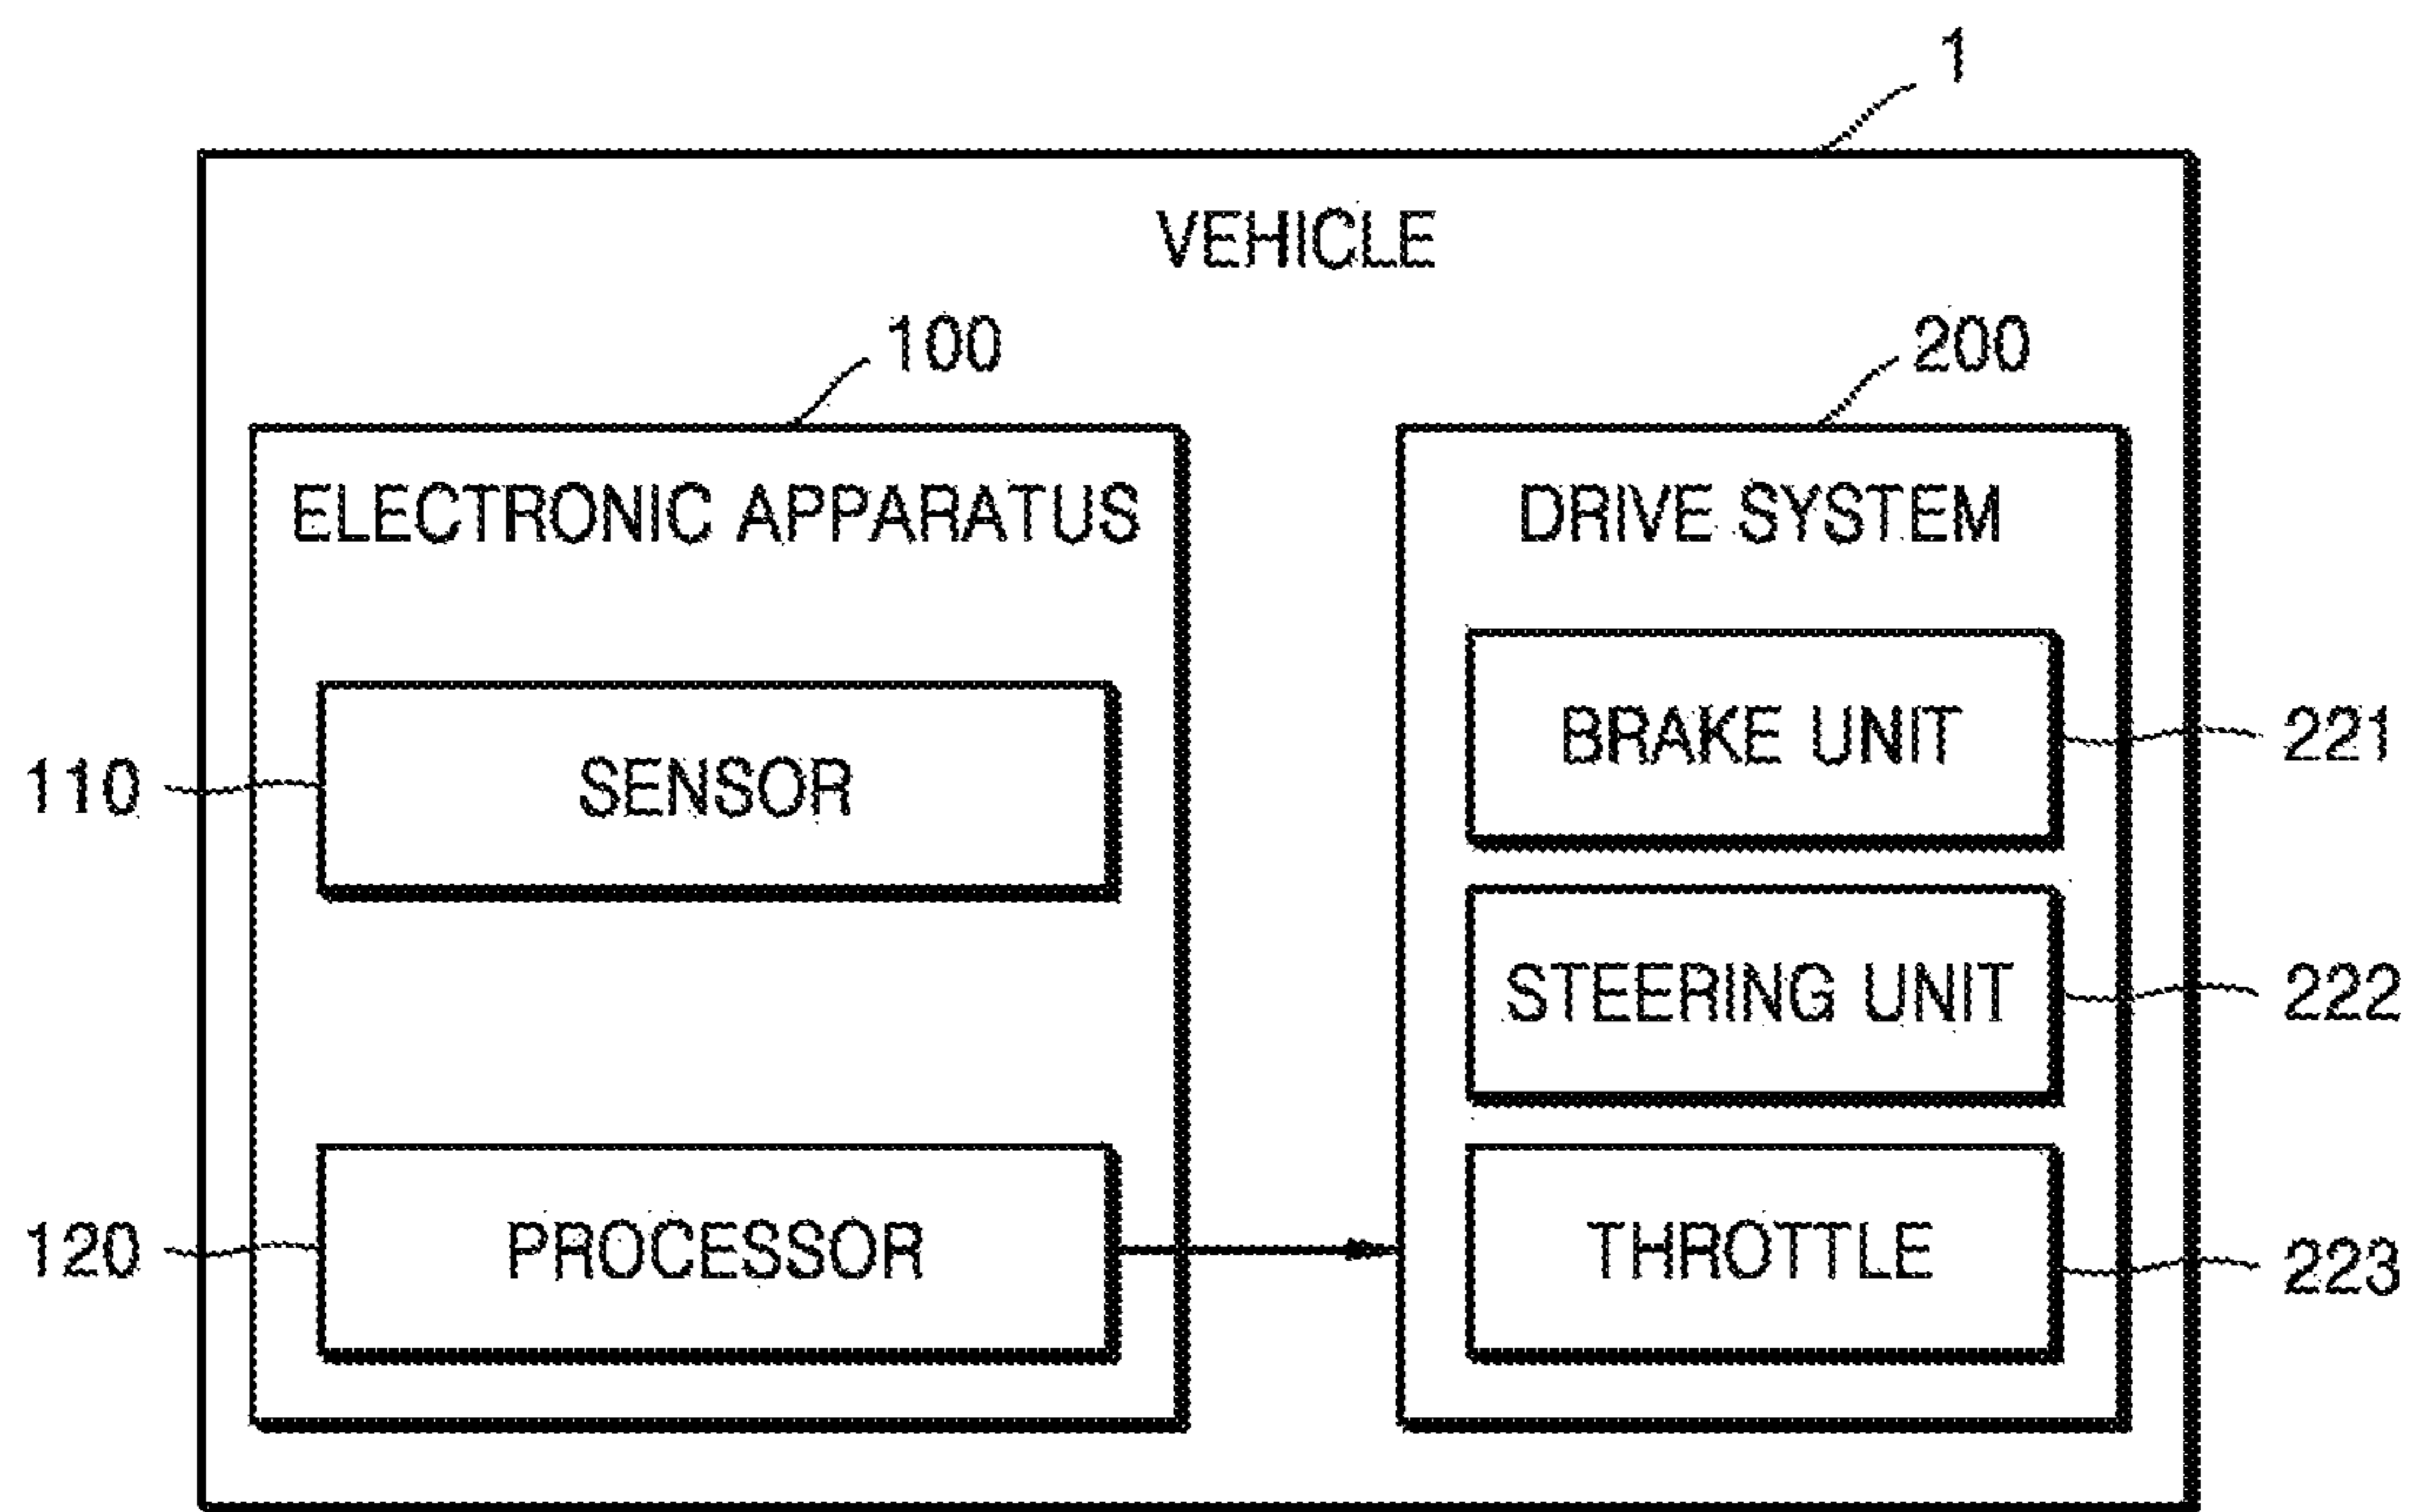 1
VEHICLE
100
200
ELECTRONIC APPARATUS
DRIVE SYSTEM
BRAKE UNIT
221
110
SENSOR
STEERING UNIT
222
120
PROCESSOR
THROTTLE
223